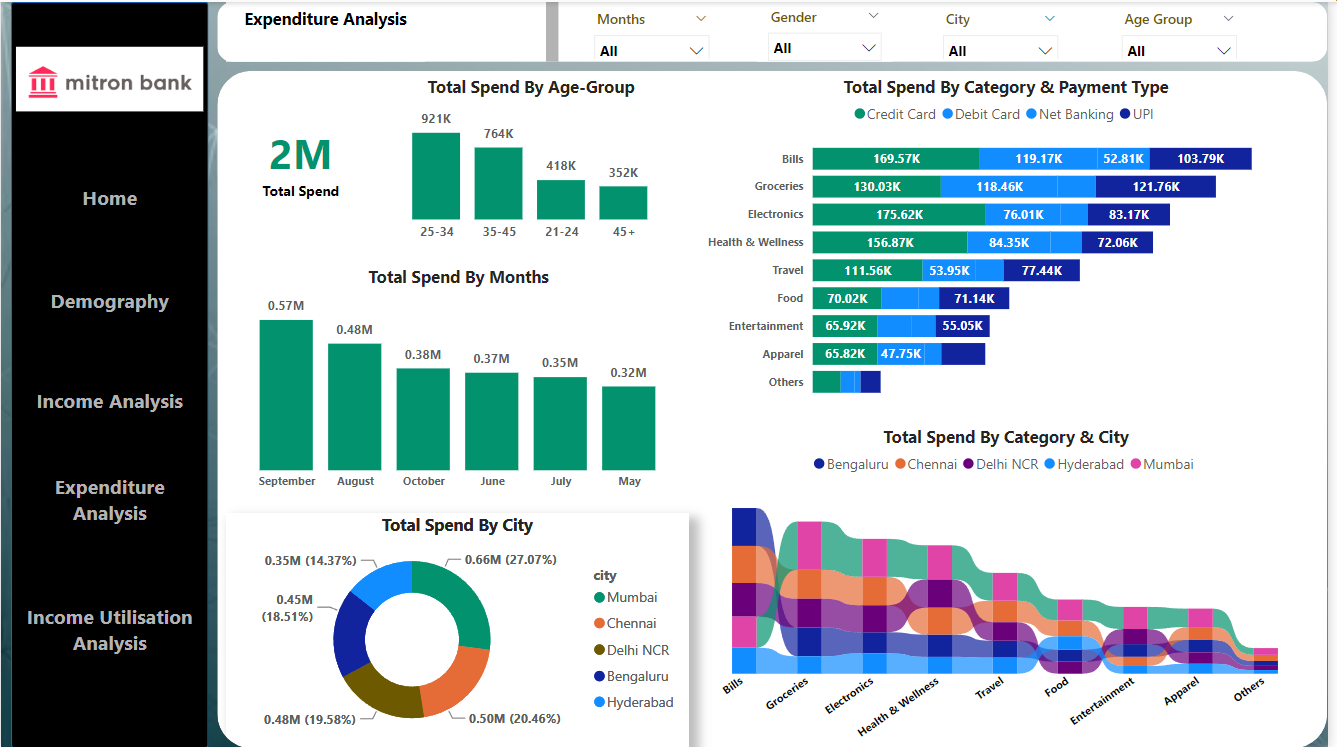 Expenditure Analysis
Months
Gender
City
Age Group
All
All
All
All
mitron bank
Home
Demography
Income Analysis
Expenditure
Analysis
Income Utilisation
Analysis
2M
Total Spend
Total Spend By Age-Group
921K
764K
418K
352K
25-34
35-45
21-24
45+
Total Spend By Months
0.57M
0.48M
0.38M
0.37M
0.35M
0.32M
September
August
October
June
July
May
Total Spend By City
0.35M (14.37%)
0.66M (27.07%)
0.45M
(18.51%)
0.48M (19.58%)
0.50M (20.46%)
city
Mumbai
Chennai
Delhi NCR
Bengaluru
Hyderabad
Total Spend By Category & Payment Type
Credit Card Debit Card Net Banking UPI
Bills 169.57K 119.17K 52.81K 103.79K
Groceries 130.03K 118.46K 121.76K
Electronics 175.62K 76.01K 83.17K
Health & Wellness 156.87K 84.35K 72.06K
Travel 111.56K 53.95K 77.44K
Food 70.02K 71.14K
Entertainment 65.92K 55.05K
Apparel 65.82K 47.75K
Others
Total Spend By Category & City
Bengaluru Chennai Delhi NCR Hyderabad Mumbai
Bills
Groceries
Electronics
Health & Wellness
Travel
Food
Entertainment
Apparel
Others